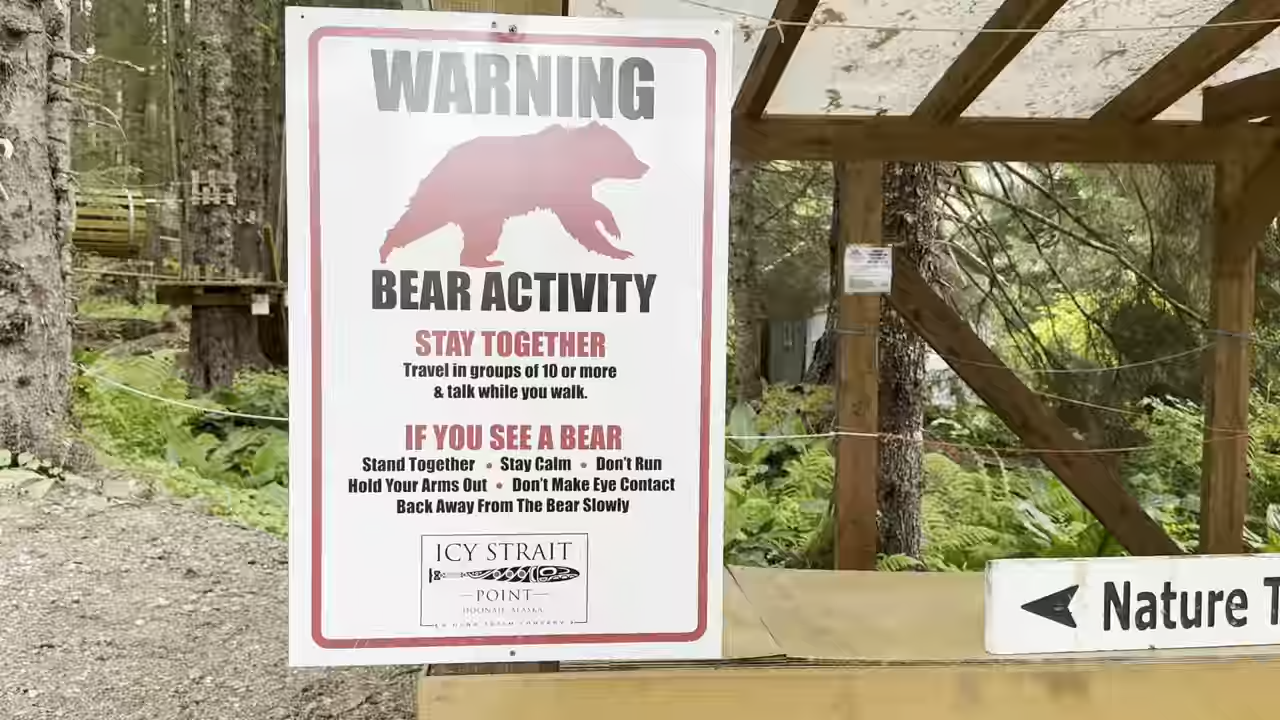 WARNING
BEAR ACTIVITY
STAY TOGETHER
Travel in groups of 10 or more
& talk while you walk.
IF YOU SEE A BEAR
Stand Together • Stay Calm • Don't Run
Hold Your Arms Out • Don't Make Eye Contact
Back Away From The Bear Slowly
ICY STRAIT
POINT
HOONAH, ALASKA
Nature T